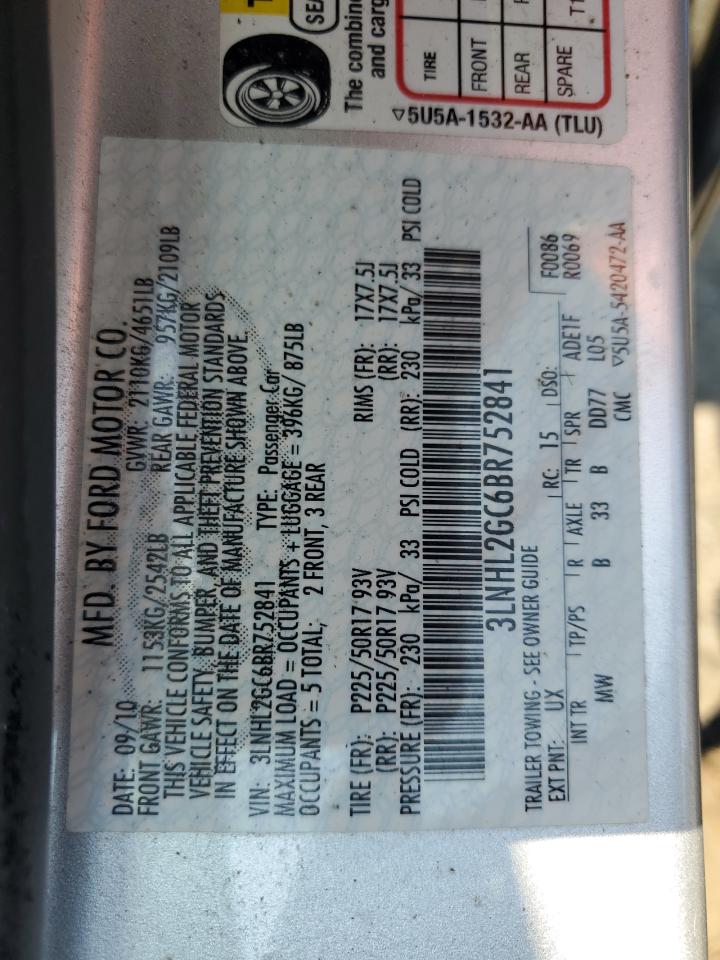 SEA
The combine
and carg
TIRE
FRONT
REAR
SPARE T1
▽5U5A-1532-AA (TLU)
MFD. BY FORD MOTOR CO.
DATE: 09/10 GVWR: 2110KG/4651LB
FRONT GAWR: 1153KG/2542LB REAR GAWR: 957KG/2109LB
THIS VEHICLE CONFORMS TO ALL APPLICABLE FEDERAL MOTOR
VEHICLE SAFETY, BUMPER, AND THEFT PREVENTION STANDARDS
IN EFFECT ON THE DATE OF MANUFACTURE SHOWN ABOVE.
VIN: 3LNHL2GC6BR752841 TYPE: Passenger Car
MAXIMUM LOAD = OCCUPANTS + LUGGAGE = 396KG/ 875LB
OCCUPANTS = 5 TOTAL; 2 FRONT, 3 REAR
TIRE (FR): P225/50R17 93V RIMS (FR): 17X7.5J
(RR): P225/50R17 93V (RR): 17X7.5J
PRESSURE (FR): 230 kPa/ 33 PSI COLD (RR): 230 kPa/ 33 PSI COLD
3LNHL2GC6BR752841
TRAILER TOWING - SEE OWNER GUIDE
EXT PNT: UX RC: 15 DSO: F0086
R0069
INT TR TP/PS R AXLE TR SPR ADE1F
MW B 33 B DD77 L05
CMC ▽5U5A-5420472-AA